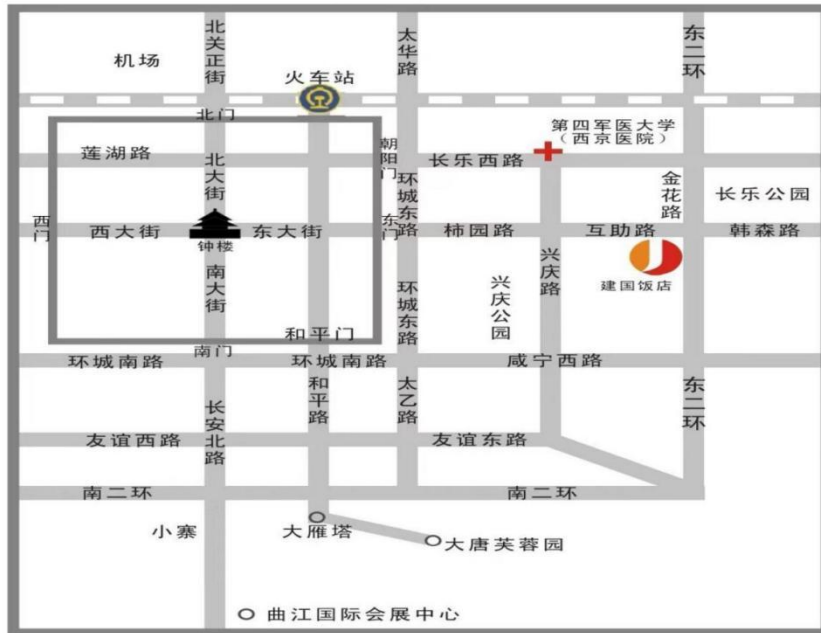 北关正街
太华路
东二环
机场
火车站
北门
朝阳门
第四军医大学
（西京医院）
莲湖路
北大街
长乐西路
金花路
长乐公园
环城东路
西门
西大街
钟楼
东大街
东门
柿园路
互助路
韩森路
南大街
兴庆公园
兴庆路
建国饭店
环城东路
和平门
南门
环城南路
环城南路
咸宁西路
和平路
太乙路
东二环
长安北路
友谊西路
友谊东路
南二环
南二环
小寨
大雁塔
大唐芙蓉园
曲江国际会展中心